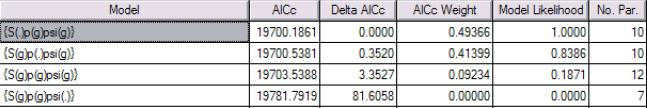 Model AICc Delta AICc AICc Weight Model Likelihood No. Par.
{S(.)p(g)psi(g)} 19700.1861 0.0000 0.49366 1.0000 10
{S(g)p(.)psi(g)} 19700.5381 0.3520 0.41399 0.8386 10
{S(g)p(g)psi(g)} 19703.5388 3.3527 0.09234 0.1871 12
{S(g)p(g)psi(.)} 19781.7919 81.6058 0.00000 0.0000 7